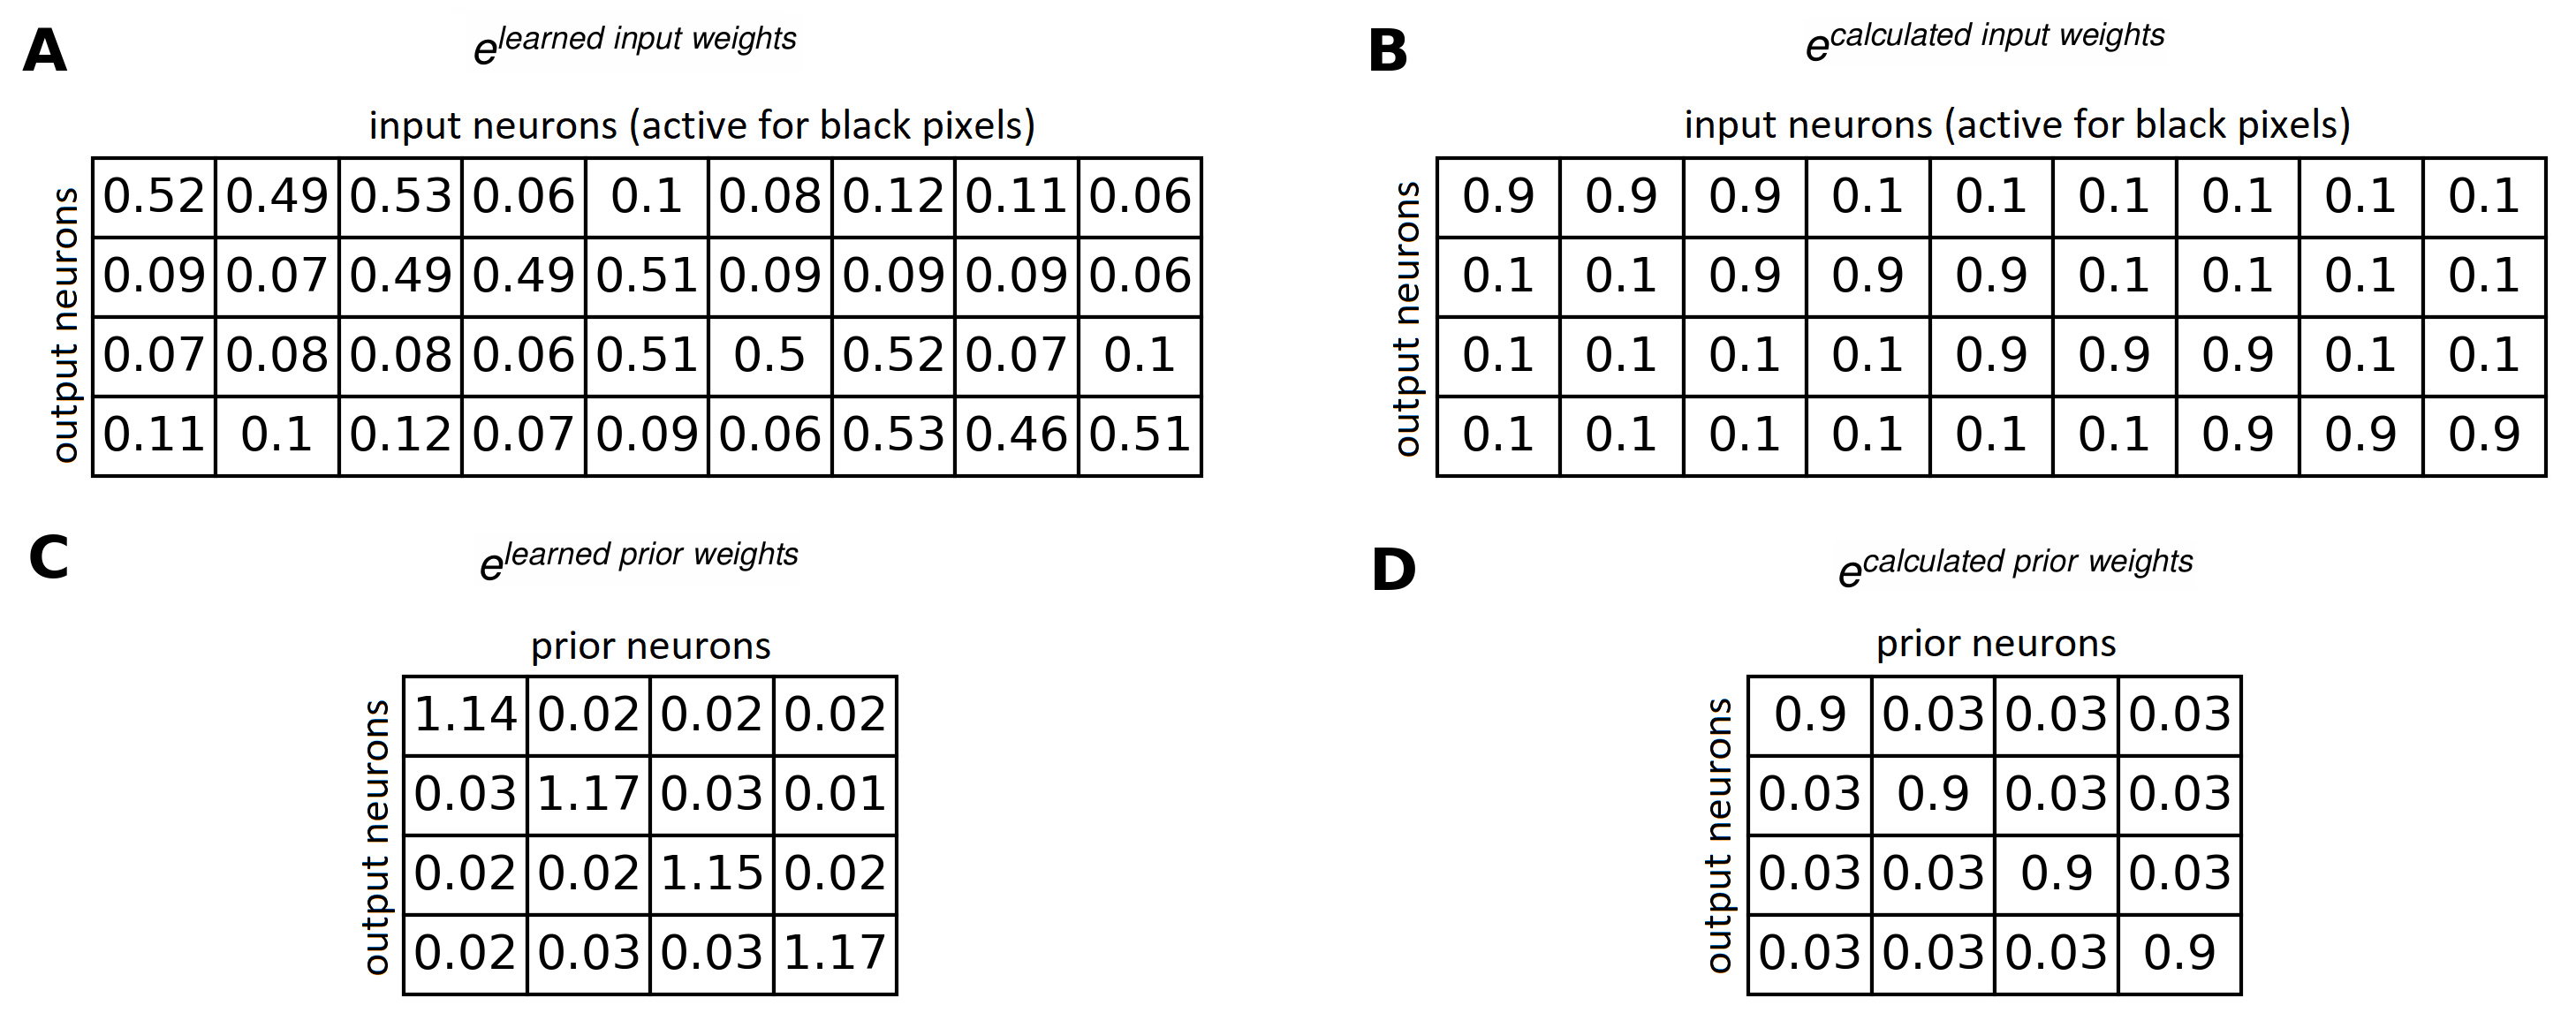 A
e^learned input weights
input neurons (active for black pixels)
output neurons
0.52 0.49 0.53 0.06 0.1 0.08 0.12 0.11 0.06
0.09 0.07 0.49 0.49 0.51 0.09 0.09 0.09 0.06
0.07 0.08 0.08 0.06 0.51 0.5 0.52 0.07 0.1
0.11 0.1 0.12 0.07 0.09 0.06 0.53 0.46 0.51
B
e^calculated input weights
input neurons (active for black pixels)
output neurons
0.9 0.9 0.9 0.1 0.1 0.1 0.1 0.1 0.1
0.1 0.1 0.9 0.9 0.9 0.1 0.1 0.1 0.1
0.1 0.1 0.1 0.1 0.9 0.9 0.9 0.1 0.1
0.1 0.1 0.1 0.1 0.1 0.1 0.9 0.9 0.9
C
e^learned prior weights
prior neurons
output neurons
1.14 0.02 0.02 0.02
0.03 1.17 0.03 0.01
0.02 0.02 1.15 0.02
0.02 0.03 0.03 1.17
D
e^calculated prior weights
prior neurons
output neurons
0.9 0.03 0.03 0.03
0.03 0.9 0.03 0.03
0.03 0.03 0.9 0.03
0.03 0.03 0.03 0.9